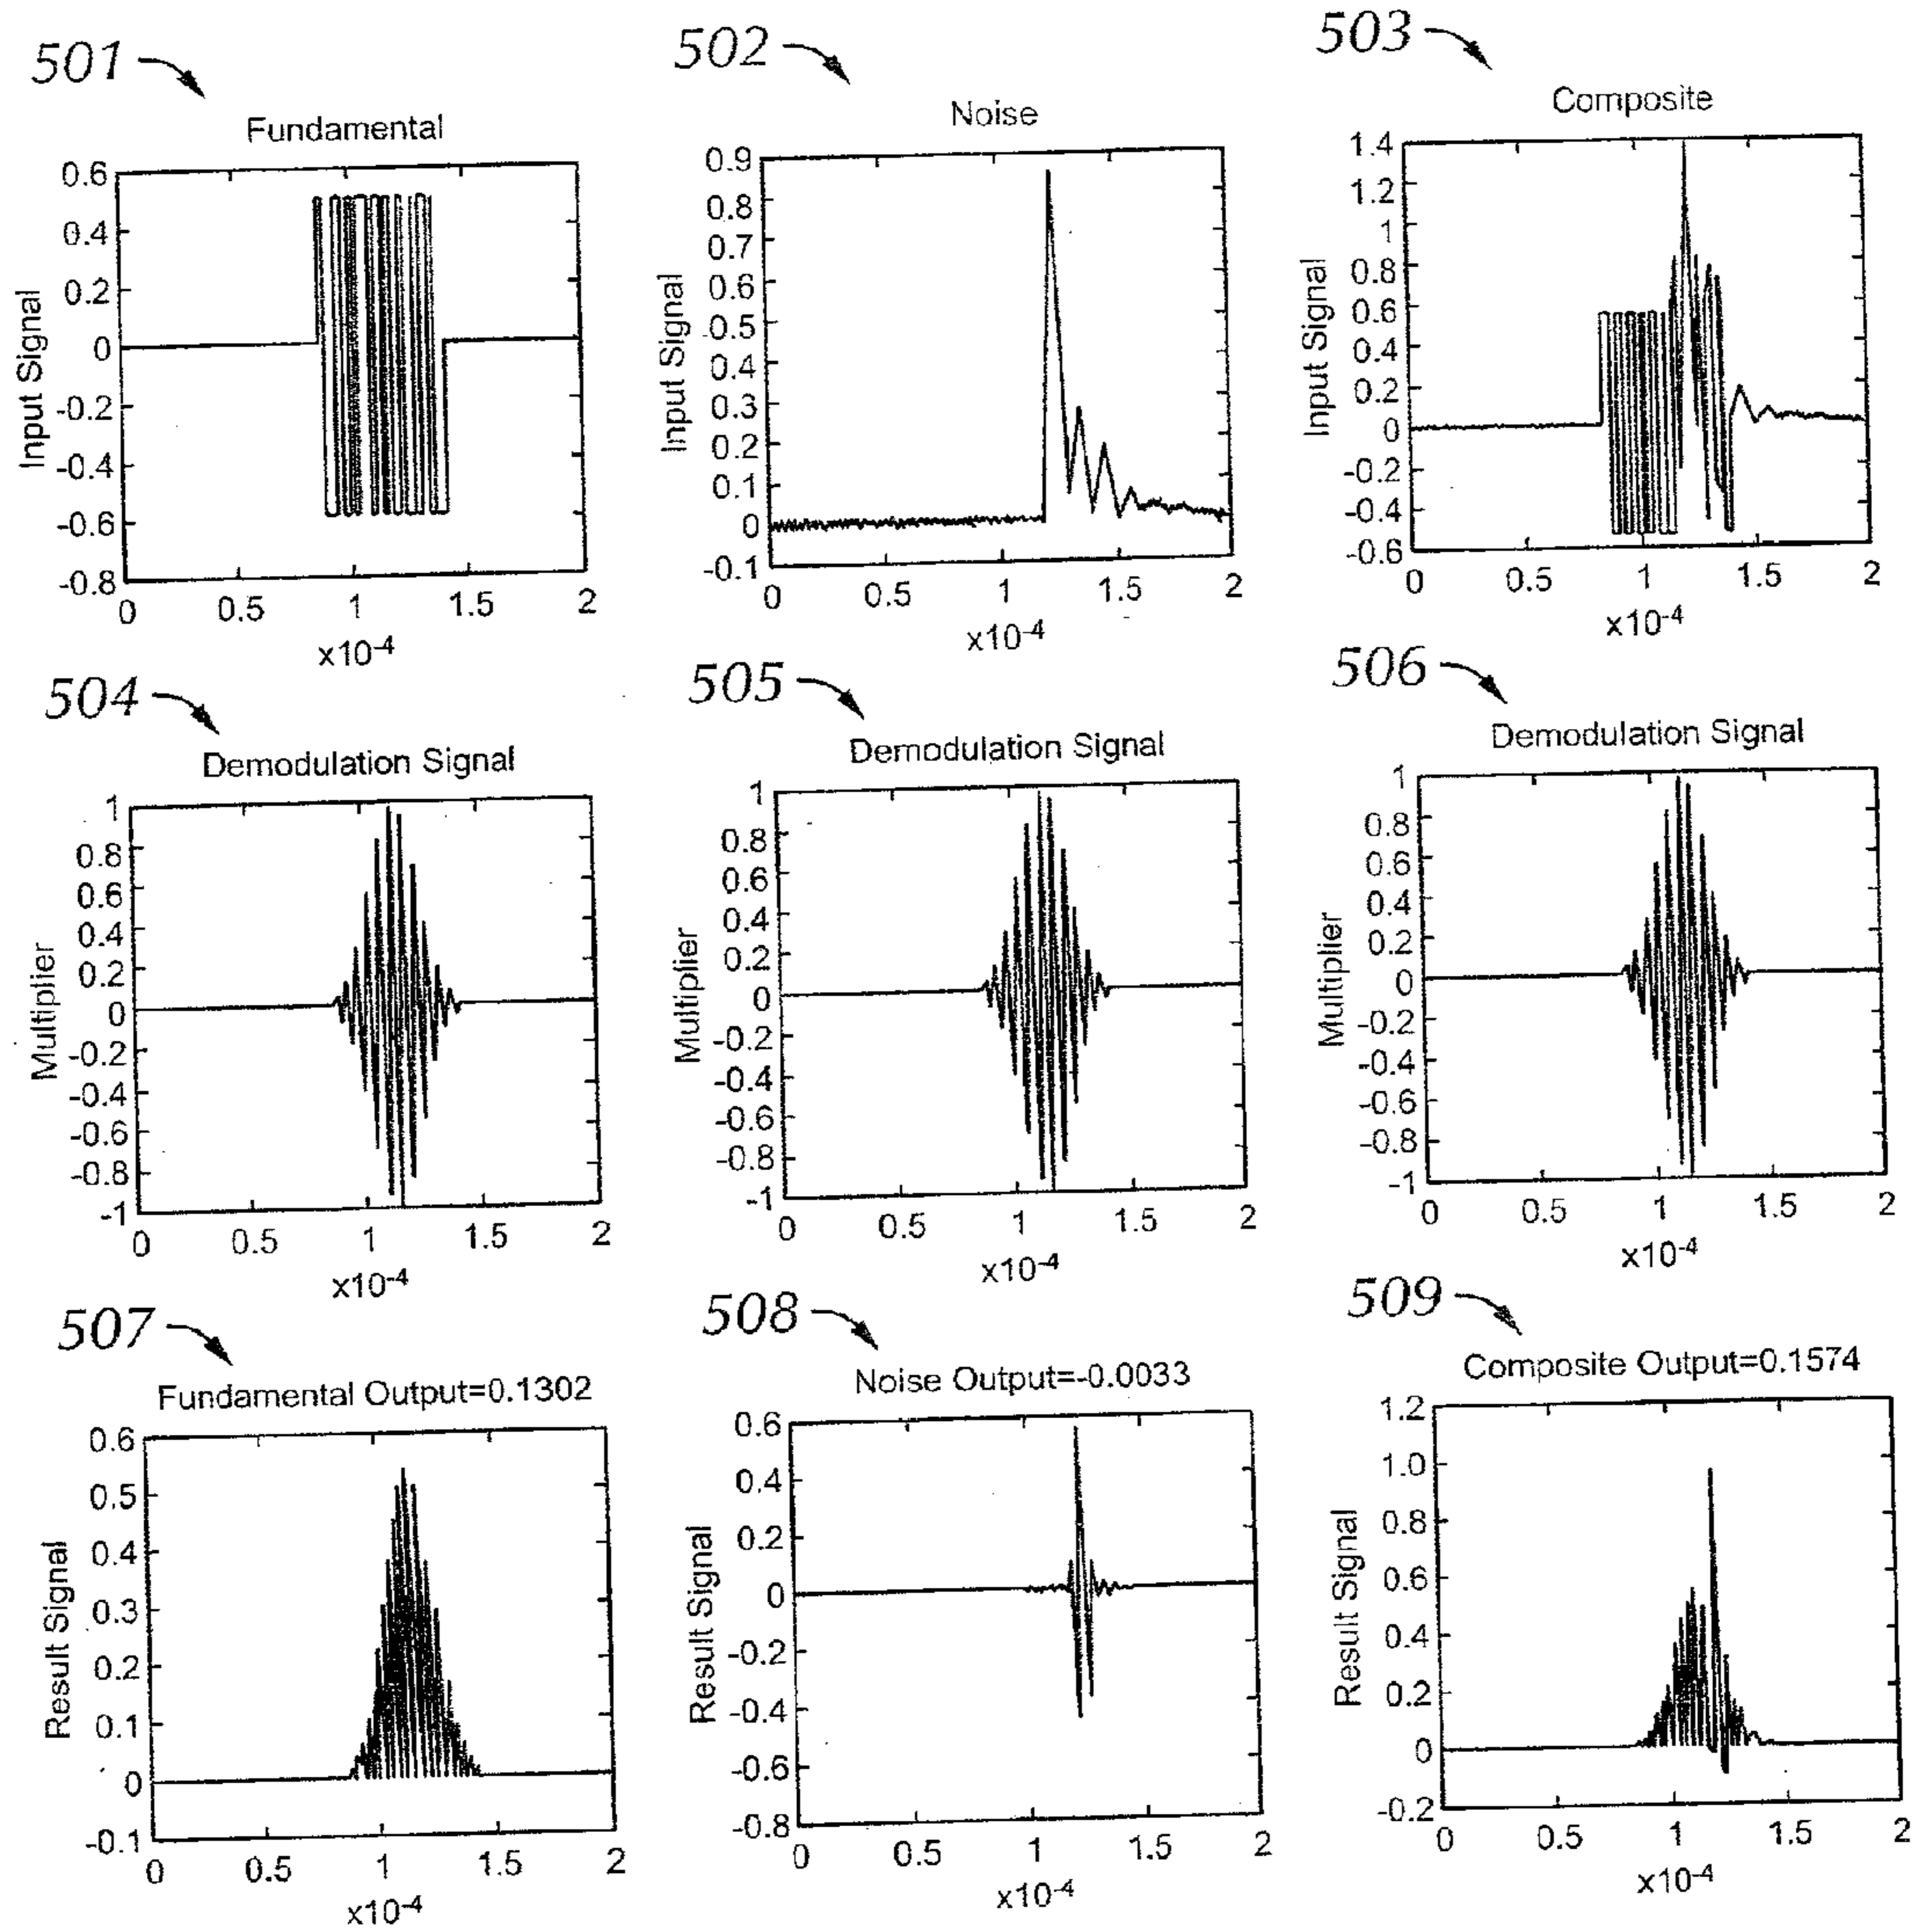 501
Fundamental
Input Signal
0.6
0.4
0.2
0
-0.2
-0.4
-0.6
-0.8
0 0.5 1 1.5 2
x10-4
502
Noise
Input Signal
0.9
0.8
0.7
0.6
0.5
0.4
0.3
0.2
0.1
0
-0.1
0 0.5 1 1.5 2
x10-4
503
Composite
Input Signal
1.4
1.2
1
0.8
0.6
0.4
0.2
0
-0.2
-0.4
-0.6
0 0.5 1 1.5 2
x10-4
504
Demodulation Signal
Multiplier
1
0.8
0.6
0.4
0.2
0
-0.2
-0.4
-0.6
-0.8
-1
0 0.5 1 1.5 2
x10-4
505
Demodulation Signal
Multiplier
1
0.8
0.6
0.4
0.2
0
-0.2
-0.4
-0.6
-0.8
-1
0 0.5 1 1.5 2
x10-4
506
Demodulation Signal
Multiplier
1
0.8
0.6
0.4
0.2
0
-0.2
-0.4
-0.6
-0.8
-1
0 0.5 1 1.5 2
x10-4
507
Fundamental Output=0.1302
Result Signal
0.6
0.5
0.4
0.3
0.2
0.1
0
-0.1
0 0.5 1 1.5 2
x10-4
508
Noise Output=-0.0033
Result Signal
0.6
0.4
0.2
0
-0.2
-0.4
-0.6
-0.8
0 0.5 1 1.5 2
x10-4
509
Composite Output=0.1574
Result Signal
1.2
1.0
0.8
0.6
0.4
0.2
0
-0.2
0 0.5 1 1.5 2
x10-4